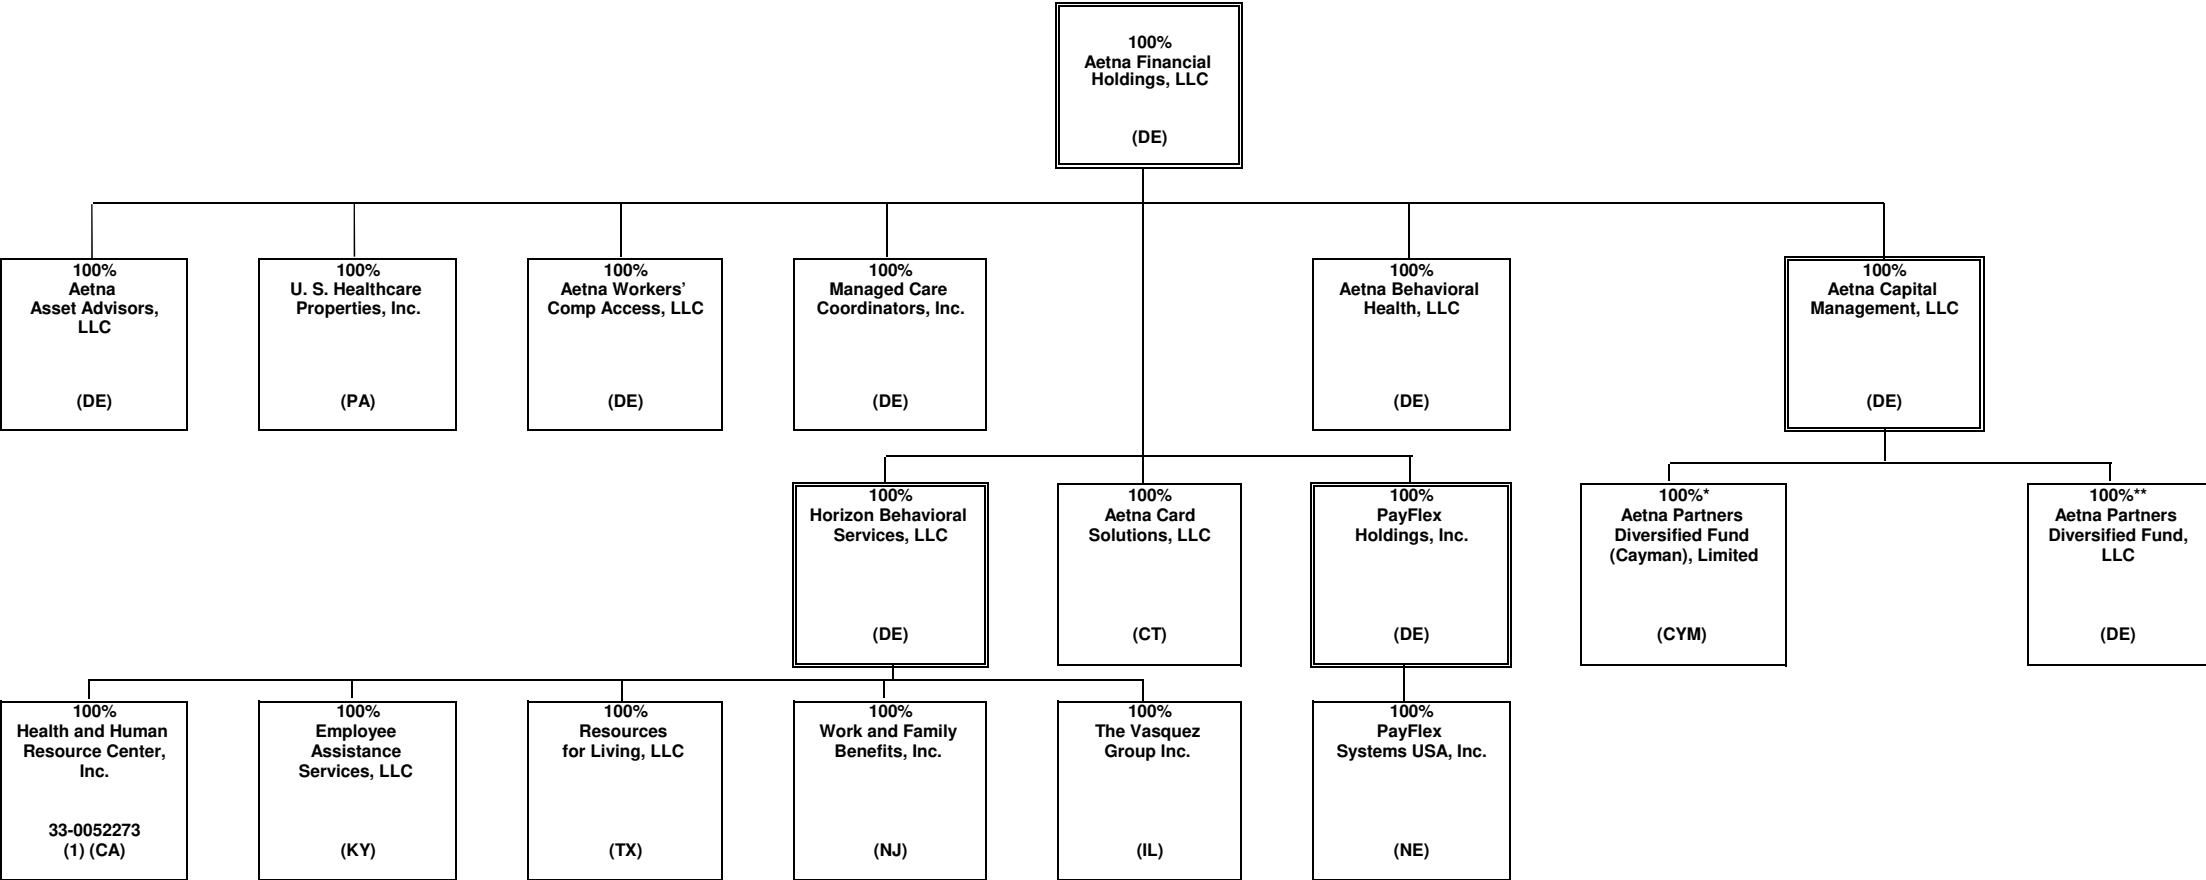 100%
Aetna Financial
Holdings, LLC
(DE)
100%
Aetna
Asset Advisors,
LLC
(DE)
100%
U. S. Healthcare
Properties, Inc.
(PA)
100%
Aetna Workers’
Comp Access, LLC
(DE)
100%
Managed Care
Coordinators, Inc.
(DE)
100%
Aetna Behavioral
Health, LLC
(DE)
100%
Aetna Capital
Management, LLC
(DE)
100%
Horizon Behavioral
Services, LLC
(DE)
100%
Aetna Card
Solutions, LLC
(CT)
100%
PayFlex
Holdings, Inc.
(DE)
100%*
Aetna Partners
Diversified Fund
(Cayman), Limited
(CYM)
100%**
Aetna Partners
Diversified Fund,
LLC
(DE)
100%
Health and Human
Resource Center,
Inc.
33-0052273
(1) (CA)
100%
Employee
Assistance
Services, LLC
(KY)
100%
Resources
for Living, LLC
(TX)
100%
Work and Family
Benefits, Inc.
(NJ)
100%
The Vasquez
Group Inc.
(IL)
100%
PayFlex
Systems USA, Inc.
(NE)